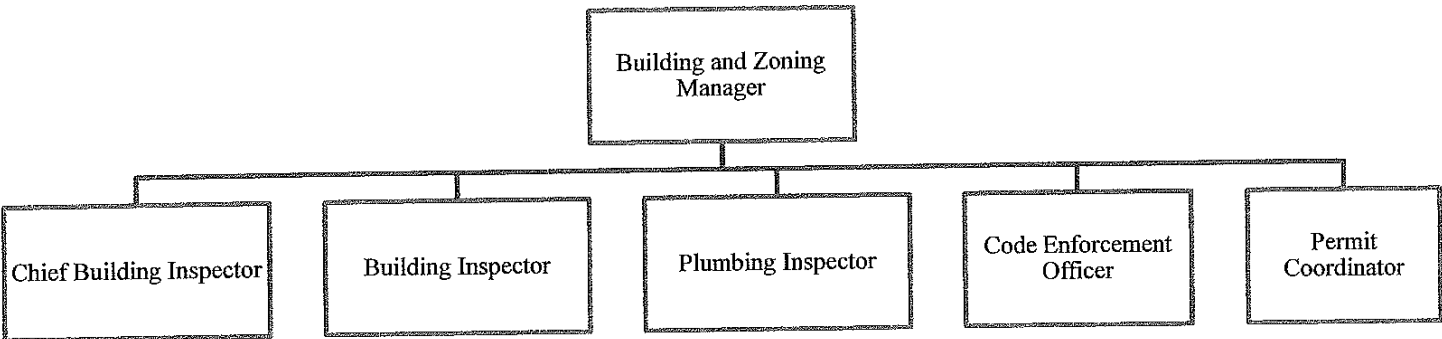 Building and Zoning
Manager
Chief Building Inspector
Building Inspector
Plumbing Inspector
Code Enforcement
Officer
Permit
Coordinator